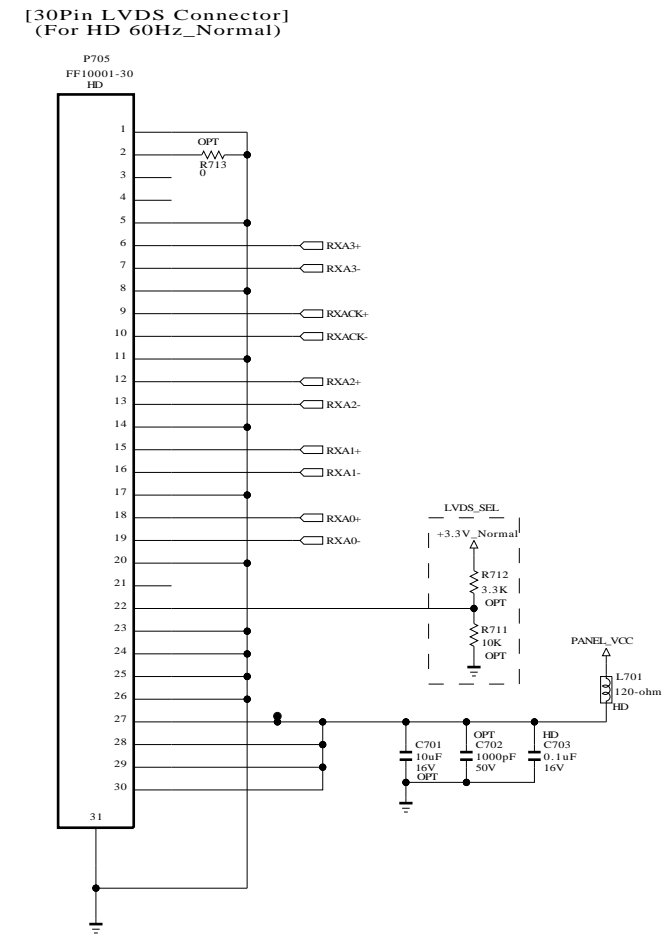 [30Pin LVDS Connector]
(For HD 60Hz_Normal)
P705
FF10001-30
HD
1
2
OPT
R713
0
3
4
5
6
RXA3+
7
RXA3-
8
9
RXACK+
10
RXACK-
11
12
RXA2+
13
RXA2-
14
15
RXA1+
16
RXA1-
17
18
RXA0+
19
RXA0-
20
21
22
23
24
25
26
27
28
29
30
31
LVDS_SEL
+3.3V_Normal
R712
3.3K
OPT
R711
10K
OPT
PANEL_VCC
L701
120-ohm
HD
C701
10uF
16V
OPT
OPT
C702
1000pF
50V
HD
C703
0.1uF
16V